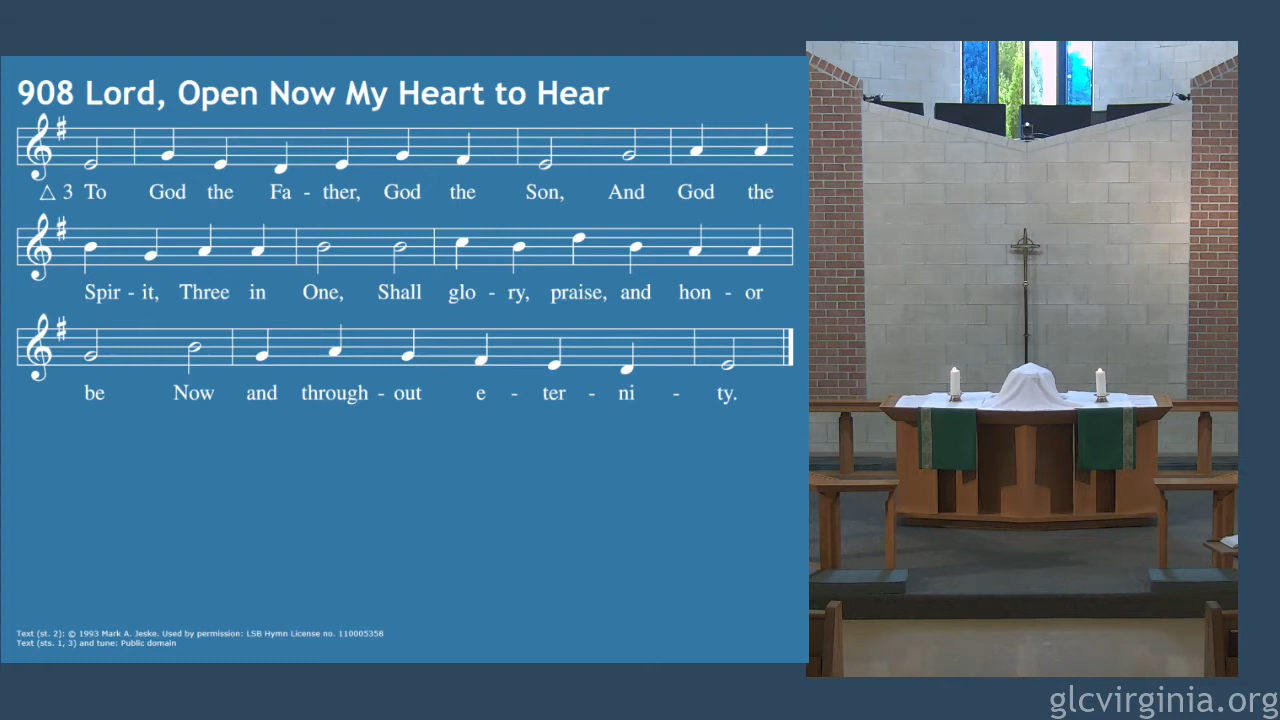 908 Lord, Open Now My Heart to Hear
△ 3 To God the Fa - ther, God the Son, And God the
Spir - it, Three in One, Shall glo - ry, praise, and hon - or
be Now and through - out e - ter - ni - ty.
Text (st. 2): © 1993 Mark A. Jeske. Used by permission: LSB Hymn License no. 110005358
Text (sts. 1, 3) and tune: Public domain
glcvirginia.org